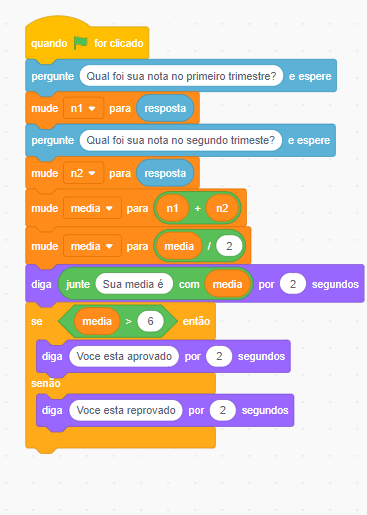 quando for clicado
pergunte Qual foi sua nota no primeiro trimestre? e espere
mude n1 para resposta
pergunte Qual foi sua nota no segundo trimeste? e espere
mude n2 para resposta
mude media para n1 + n2
mude media para media / 2
diga junte Sua media é com media por 2 segundos
se media > 6 então
diga Voce esta aprovado por 2 segundos
senão
diga Voce esta reprovado por 2 segundos